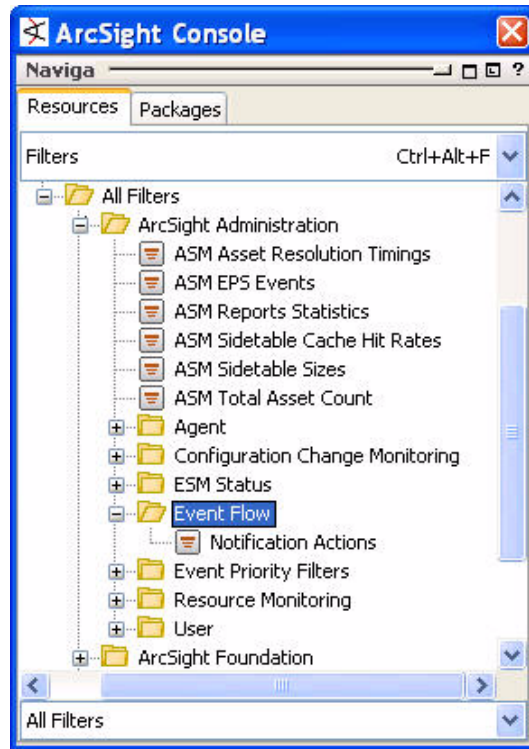 ArcSight Console
Naviga
?
Resources
Packages
Filters Ctrl+Alt+F
All Filters
ArcSight Administration
ASM Asset Resolution Timings
ASM EPS Events
ASM Reports Statistics
ASM Sidetable Cache Hit Rates
ASM Sidetable Sizes
ASM Total Asset Count
Agent
Configuration Change Monitoring
ESM Status
Event Flow
Notification Actions
Event Priority Filters
Resource Monitoring
User
ArcSight Foundation
All Filters